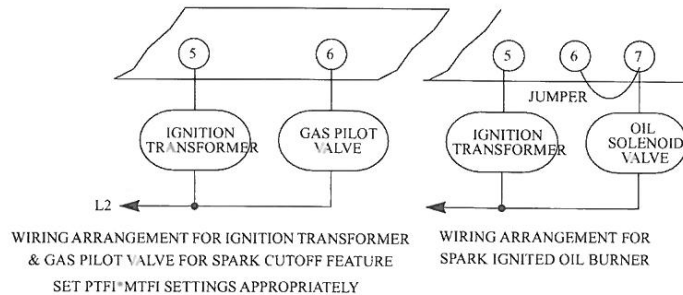 5
6
IGNITION
TRANSFORMER
GAS PILOT
VALVE
L2
WIRING ARRANGEMENT FOR IGNITION TRANSFORMER
& GAS PILOT VALVE FOR SPARK CUTOFF FEATURE
SET PTFI*MTFI SETTINGS APPROPRIATELY
5
6
7
JUMPER
IGNITION
TRANSFORMER
OIL
SOLENOID
VALVE
WIRING ARRANGEMENT FOR
SPARK IGNITED OIL BURNER